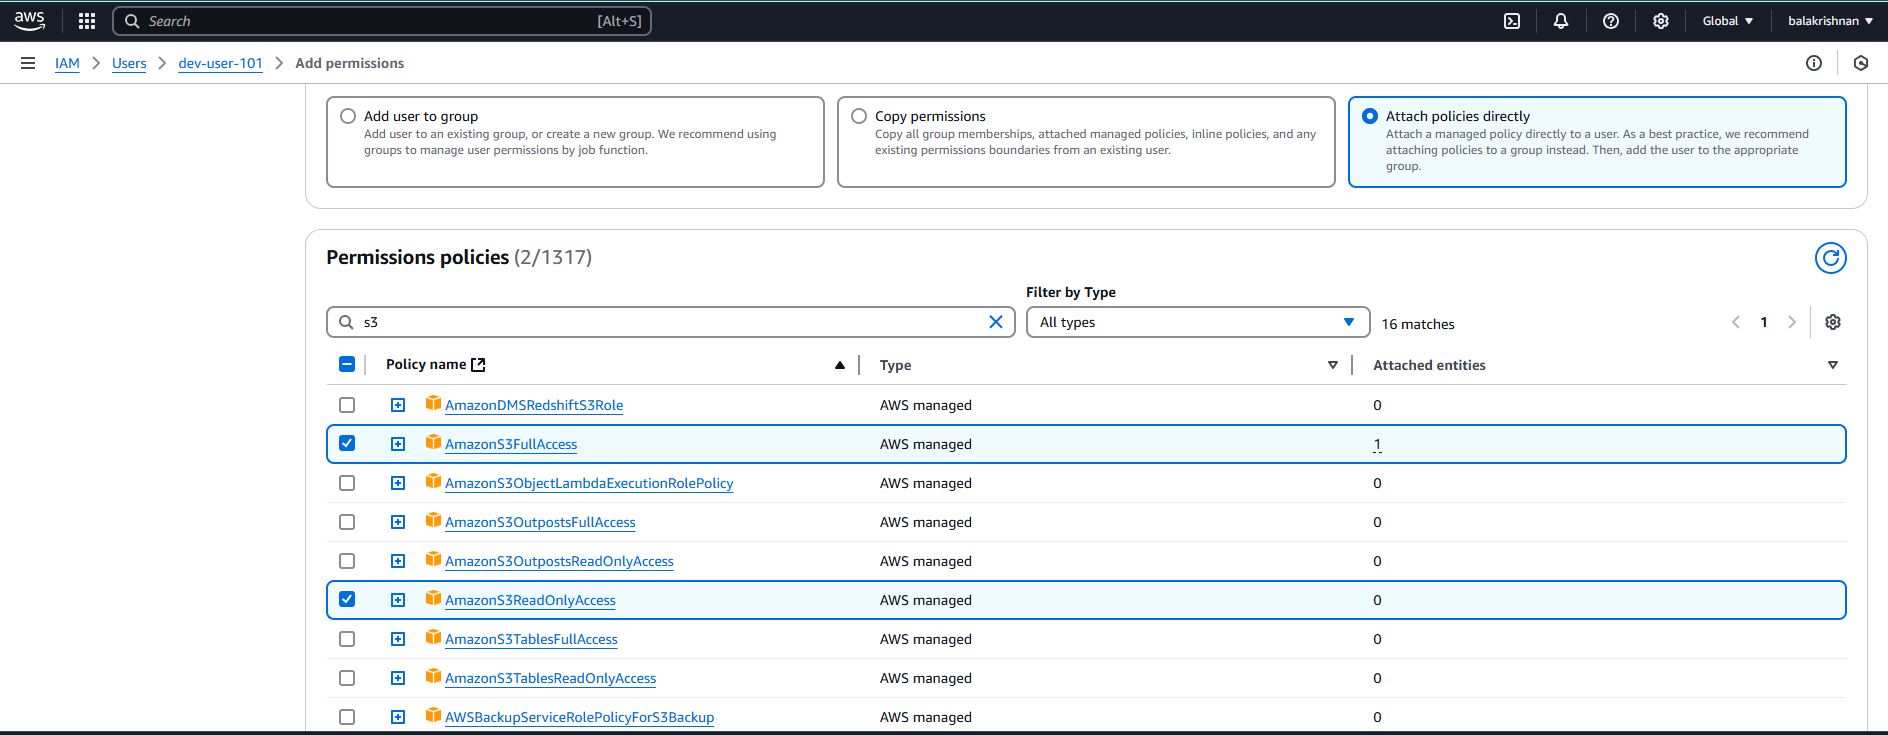 aws
Search [Alt+S]
Global balakrishnan
IAM Users dev-user-101 Add permissions
Add user to group
Add user to an existing group, or create a new group. We recommend using
groups to manage user permissions by job function.
Copy permissions
Copy all group memberships, attached managed policies, inline policies, and any
existing permissions boundaries from an existing user.
Attach policies directly
Attach a managed policy directly to a user. As a best practice, we recommend
attaching policies to a group instead. Then, add the user to the appropriate
group.
Permissions policies (2/1317)
Filter by Type
s3 All types 16 matches 1
Policy name Type Attached entities
AmazonDMSRedshiftS3Role AWS managed 0
AmazonS3FullAccess AWS managed 1
AmazonS3ObjectLambdaExecutionRolePolicy AWS managed 0
AmazonS3OutpostsFullAccess AWS managed 0
AmazonS3OutpostsReadOnlyAccess AWS managed 0
AmazonS3ReadOnlyAccess AWS managed 0
AmazonS3TablesFullAccess AWS managed 0
AmazonS3TablesReadOnlyAccess AWS managed 0
AWSBackupServiceRolePolicyForS3Backup AWS managed 0